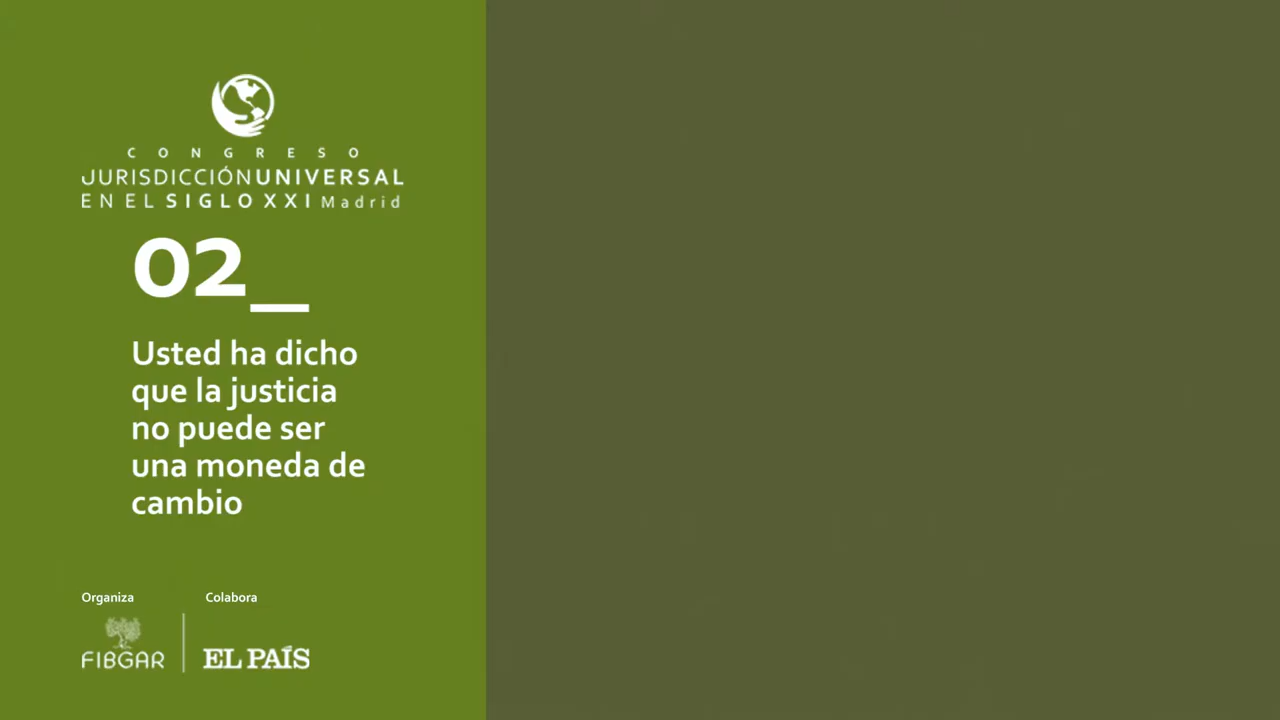 CONGRESO
JURISDICCIÓN UNIVERSAL
EN EL SIGLO XXI Madrid
02_
Usted ha dicho
que la justicia
no puede ser
una moneda de
cambio
Organiza Colabora
FIBGAR EL PAÍS